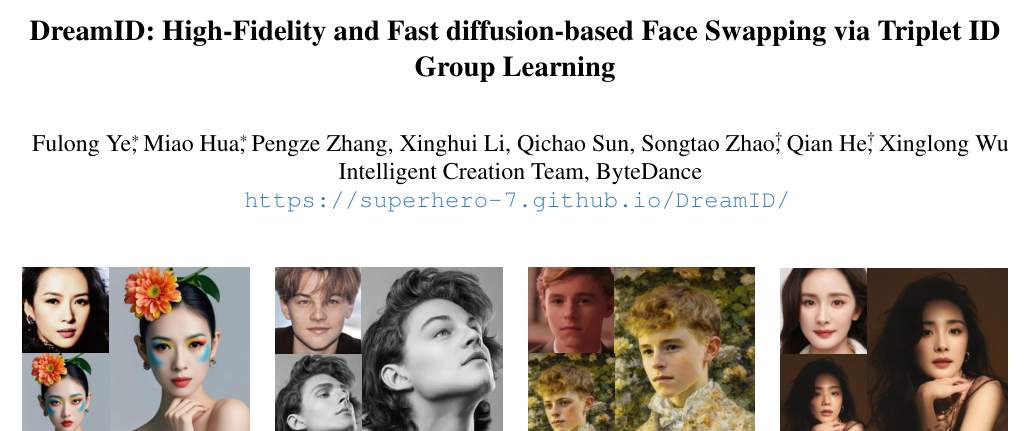 DreamID: High-Fidelity and Fast diffusion-based Face Swapping via Triplet ID
Group Learning
Fulong Ye,* Miao Hua,* Pengze Zhang, Xinghui Li, Qichao Sun, Songtao Zhao,† Qian He,† Xinglong Wu
Intelligent Creation Team, ByteDance
https://superhero-7.github.io/DreamID/